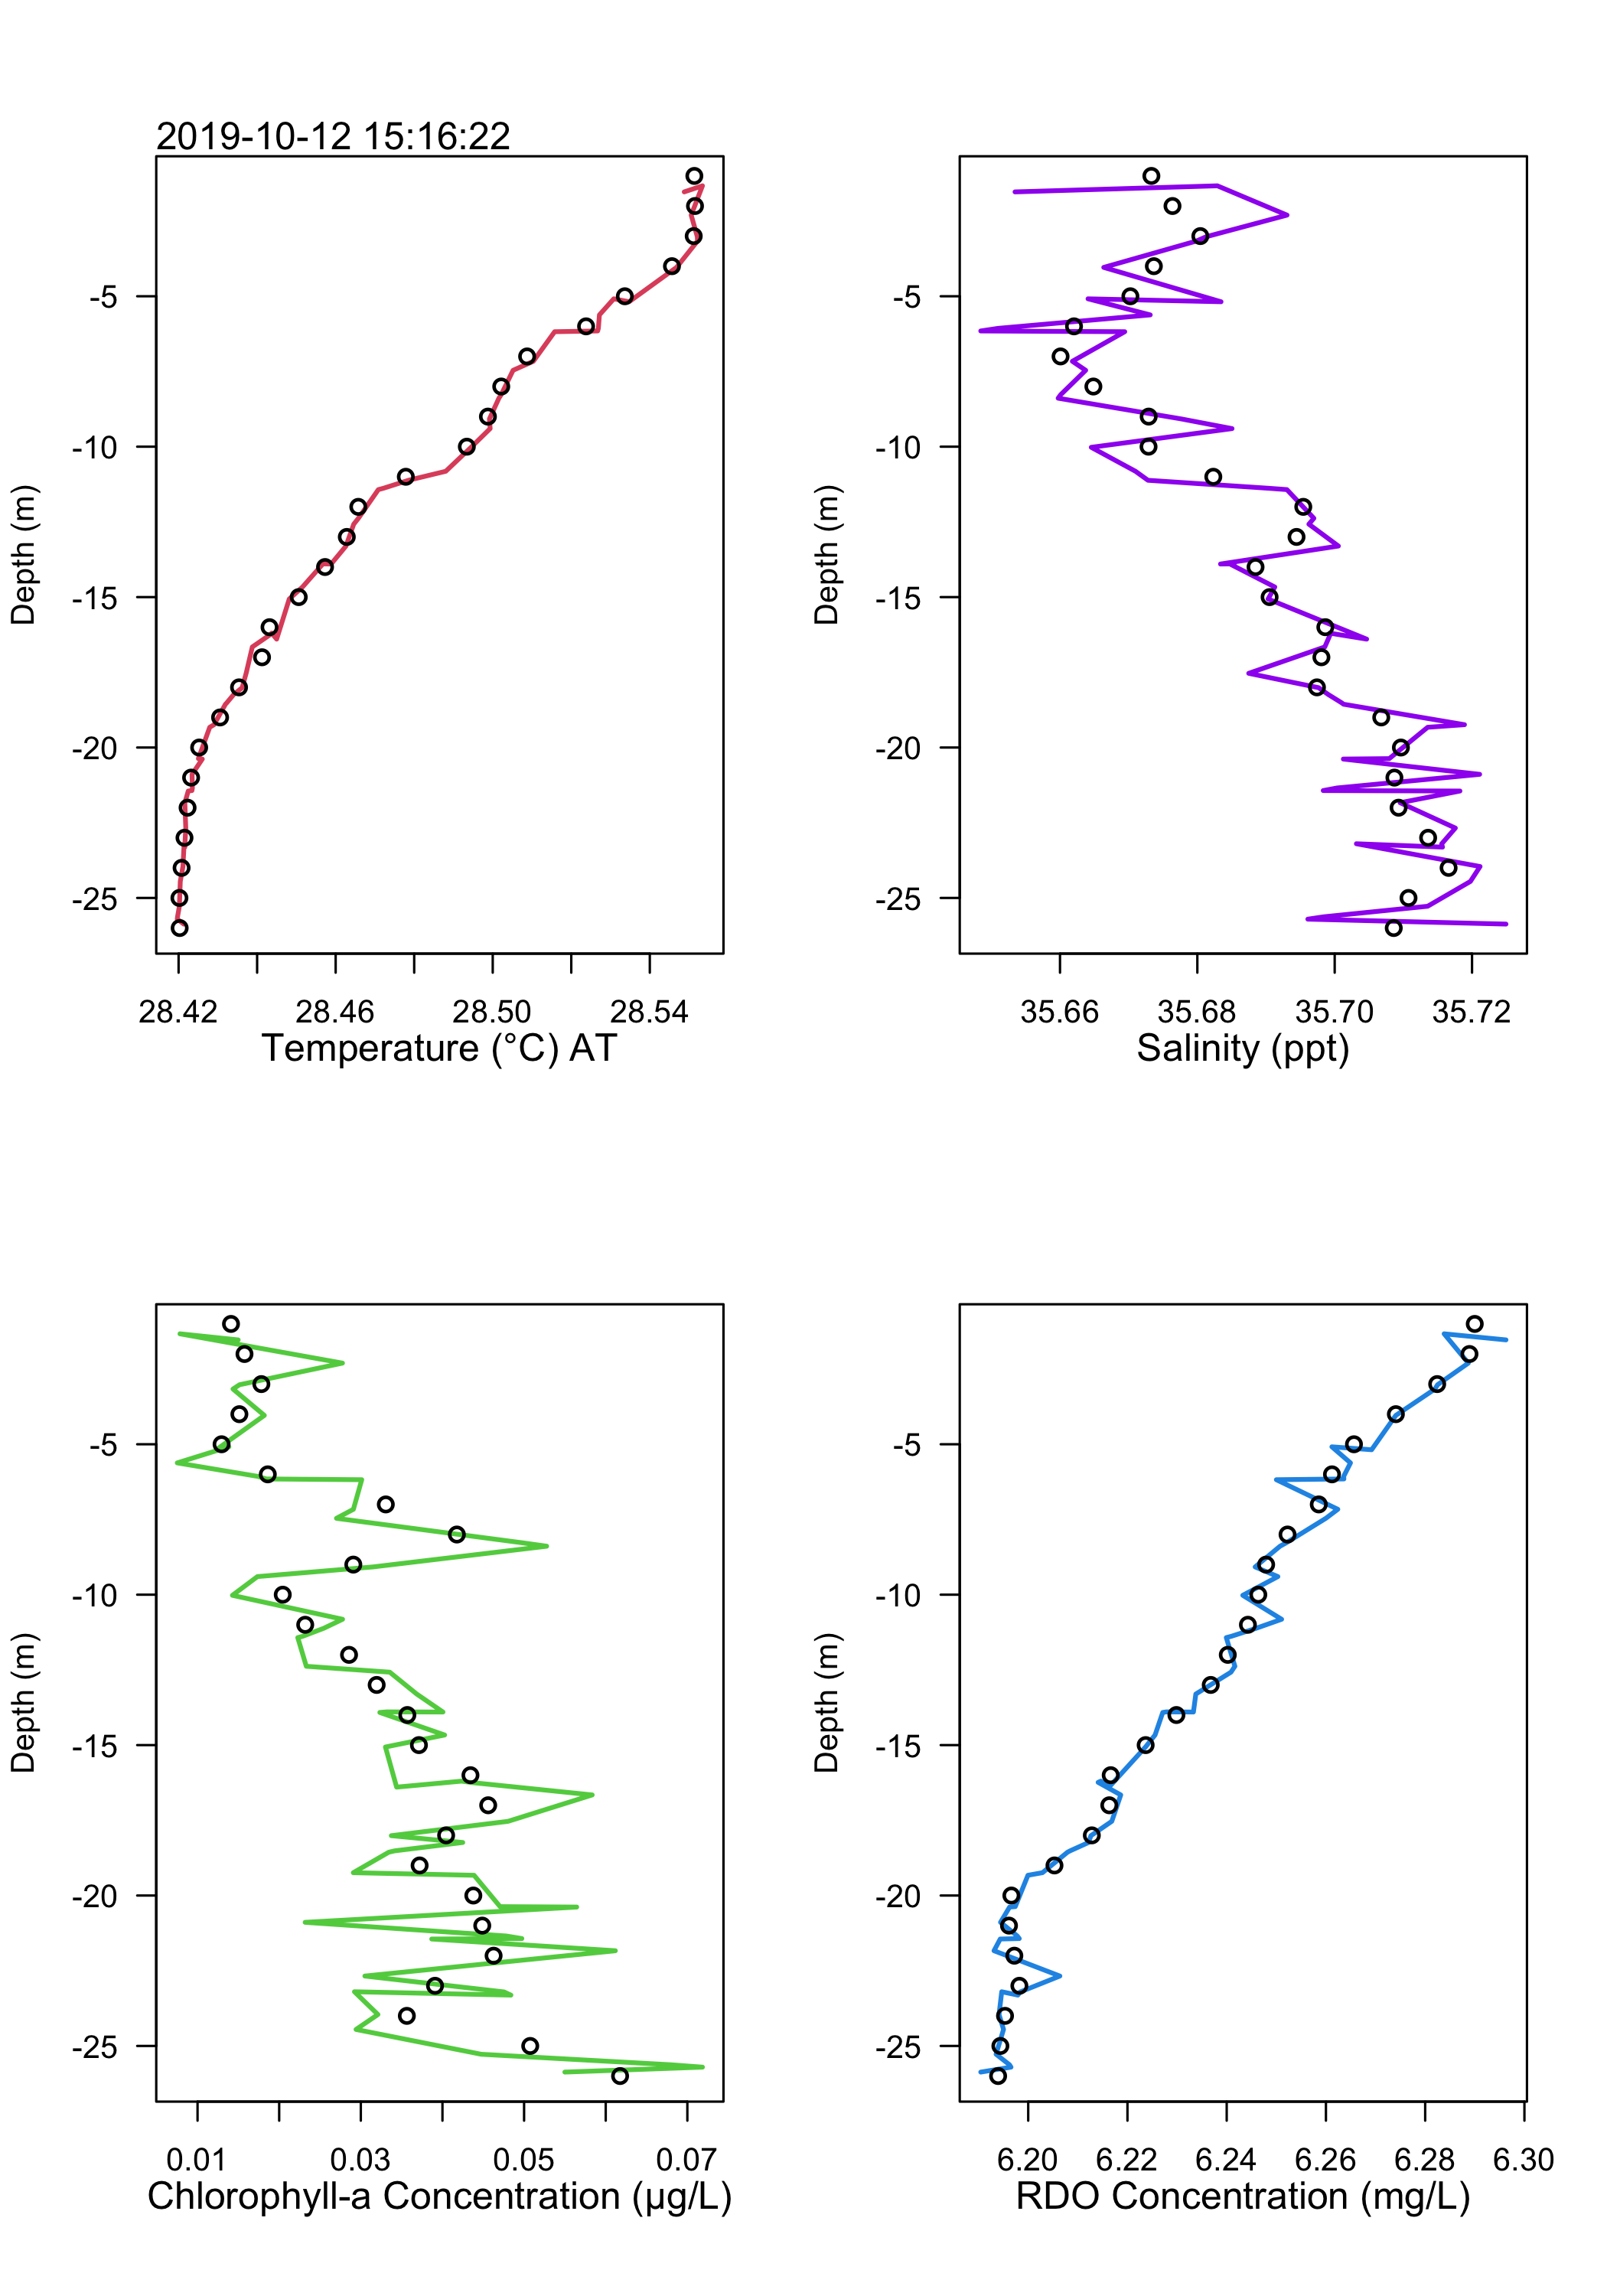 2019-10-12 15:16:22
-5
-10
-15
-20
-25
Depth (m)
28.42 28.46 28.50 28.54
Temperature (°C) AT
-5
-10
-15
-20
-25
Depth (m)
35.66 35.68 35.70 35.72
Salinity (ppt)
-5
-10
-15
-20
-25
Depth (m)
0.01 0.03 0.05 0.07
Chlorophyll-a Concentration (µg/L)
-5
-10
-15
-20
-25
Depth (m)
6.20 6.22 6.24 6.26 6.28 6.30
RDO Concentration (mg/L)